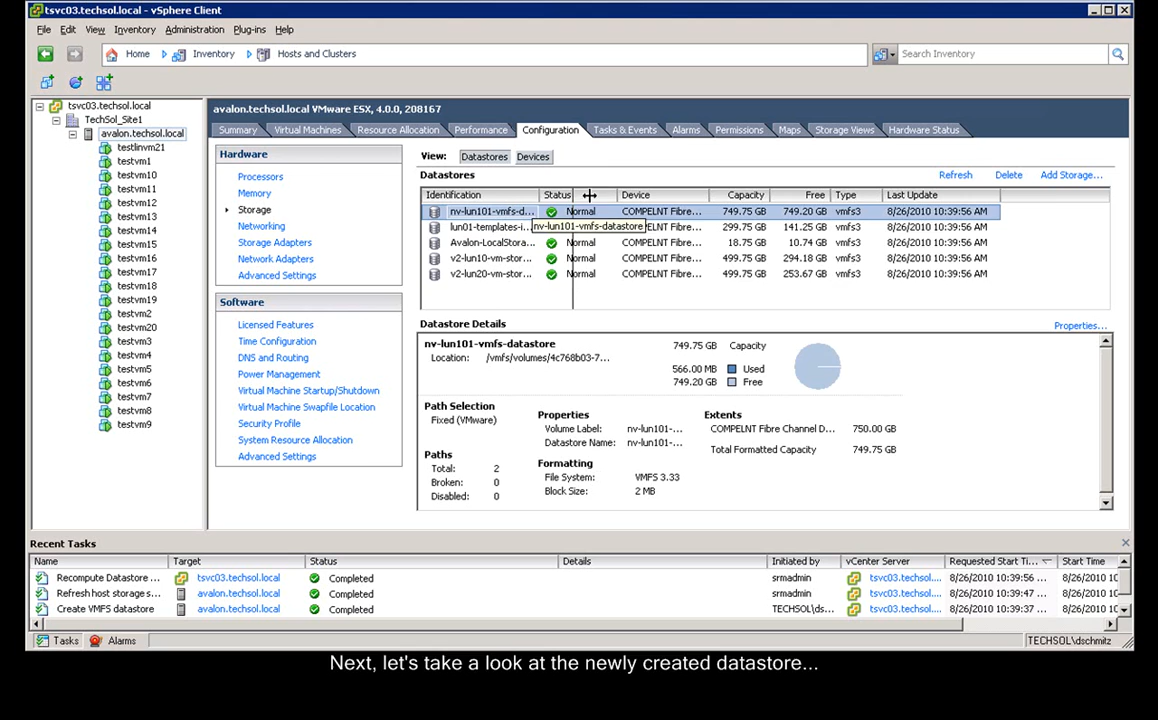 tsvc03.techsol.local - vSphere Client
File Edit View Inventory Administration Plug-ins Help
Home Inventory Hosts and Clusters Search Inventory
tsvc03.techsol.local
TechSol_Site1
avalon.techsol.local
testlinvm21
testvm1
testvm10
testvm11
testvm12
testvm13
testvm14
testvm15
testvm16
testvm17
testvm18
testvm19
testvm2
testvm20
testvm3
testvm4
testvm5
testvm6
testvm7
testvm8
testvm9
avalon.techsol.local VMware ESX, 4.0.0, 208167
Summary Virtual Machines Resource Allocation Performance Configuration Tasks & Events Alarms Permissions Maps Storage Views Hardware Status
Hardware
Processors
Memory
Storage
Networking
Storage Adapters
Network Adapters
Advanced Settings
Software
Licensed Features
Time Configuration
DNS and Routing
Power Management
Virtual Machine Startup/Shutdown
Virtual Machine Swapfile Location
Security Profile
System Resource Allocation
Advanced Settings
View: Datastores Devices
Datastores Refresh Delete Add Storage...
Identification Status Device Capacity Free Type Last Update
nv-lun101-vmfs-d... Normal COMPELNT Fibre... 749.75 GB 749.20 GB vmfs3 8/26/2010 10:39:56 AM
lun01-templates-i... nv-lun101-vmfs-datastore NT Fibre... 299.75 GB 141.25 GB vmfs3 8/26/2010 10:39:56 AM
Avalon-LocalStora... Normal COMPELNT Fibre... 18.75 GB 10.74 GB vmfs3 8/26/2010 10:39:56 AM
v2-lun10-vm-stor... Normal COMPELNT Fibre... 499.75 GB 294.18 GB vmfs3 8/26/2010 10:39:56 AM
v2-lun20-vm-stor... Normal COMPELNT Fibre... 499.75 GB 253.67 GB vmfs3 8/26/2010 10:39:56 AM
Datastore Details Properties...
nv-lun101-vmfs-datastore 749.75 GB Capacity
Location: /vmfs/volumes/4c768b03-7...
566.00 MB Used
749.20 GB Free
Path Selection
Fixed (VMware)
Paths
Total: 2
Broken: 0
Disabled: 0
Properties
Volume Label: nv-lun101-...
Datastore Name: nv-lun101-...
Formatting
File System: VMFS 3.33
Block Size: 2 MB
Extents
COMPELNT Fibre Channel D... 750.00 GB
Total Formatted Capacity 749.75 GB
Recent Tasks
Name Target Status Details Initiated by vCenter Server Requested Start Ti... Start Time
Recompute Datastore ... tsvc03.techsol.local Completed srmadmin tsvc03.techsol.... 8/26/2010 10:39:56 ... 8/26/2010 10
Refresh host storage s... avalon.techsol.local Completed srmadmin tsvc03.techsol.... 8/26/2010 10:39:47 ... 8/26/2010 10
Create VMFS datastore avalon.techsol.local Completed TECHSOL\ds... tsvc03.techsol.... 8/26/2010 10:39:37 ... 8/26/2010 10
Tasks Alarms TECHSOL\dschmitz
Next, let's take a look at the newly created datastore...